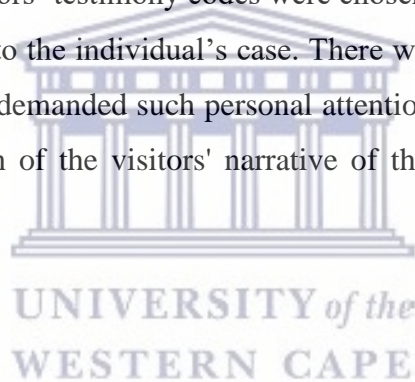 ors' testimony codes were chosen
to the individual's case. There w
demanded such personal attentio
n of the visitors' narrative of th
UNIVERSITY of the
WESTERN CAPE